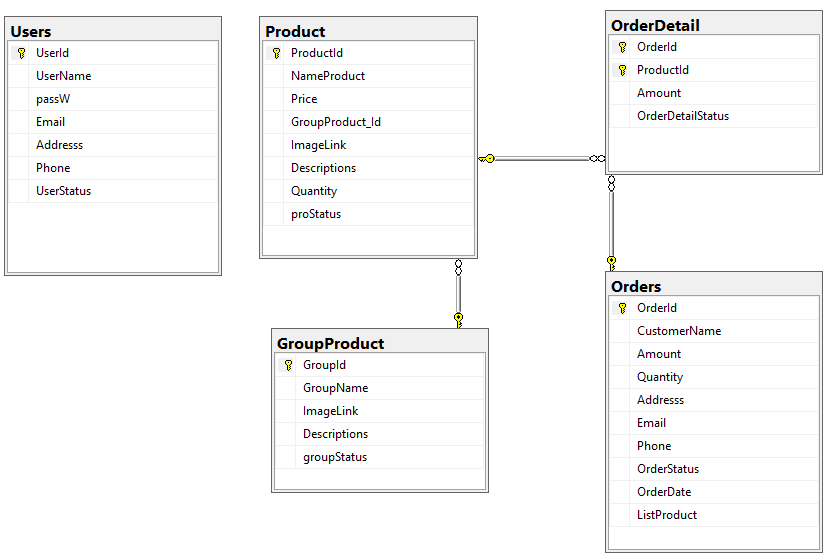 Users
UserId
UserName
passW
Email
Addresss
Phone
UserStatus
Product
ProductId
NameProduct
Price
GroupProduct_Id
ImageLink
Descriptions
Quantity
proStatus
OrderDetail
OrderId
ProductId
Amount
OrderDetailStatus
GroupProduct
GroupId
GroupName
ImageLink
Descriptions
groupStatus
Orders
OrderId
CustomerName
Amount
Quantity
Addresss
Email
Phone
OrderStatus
OrderDate
ListProduct